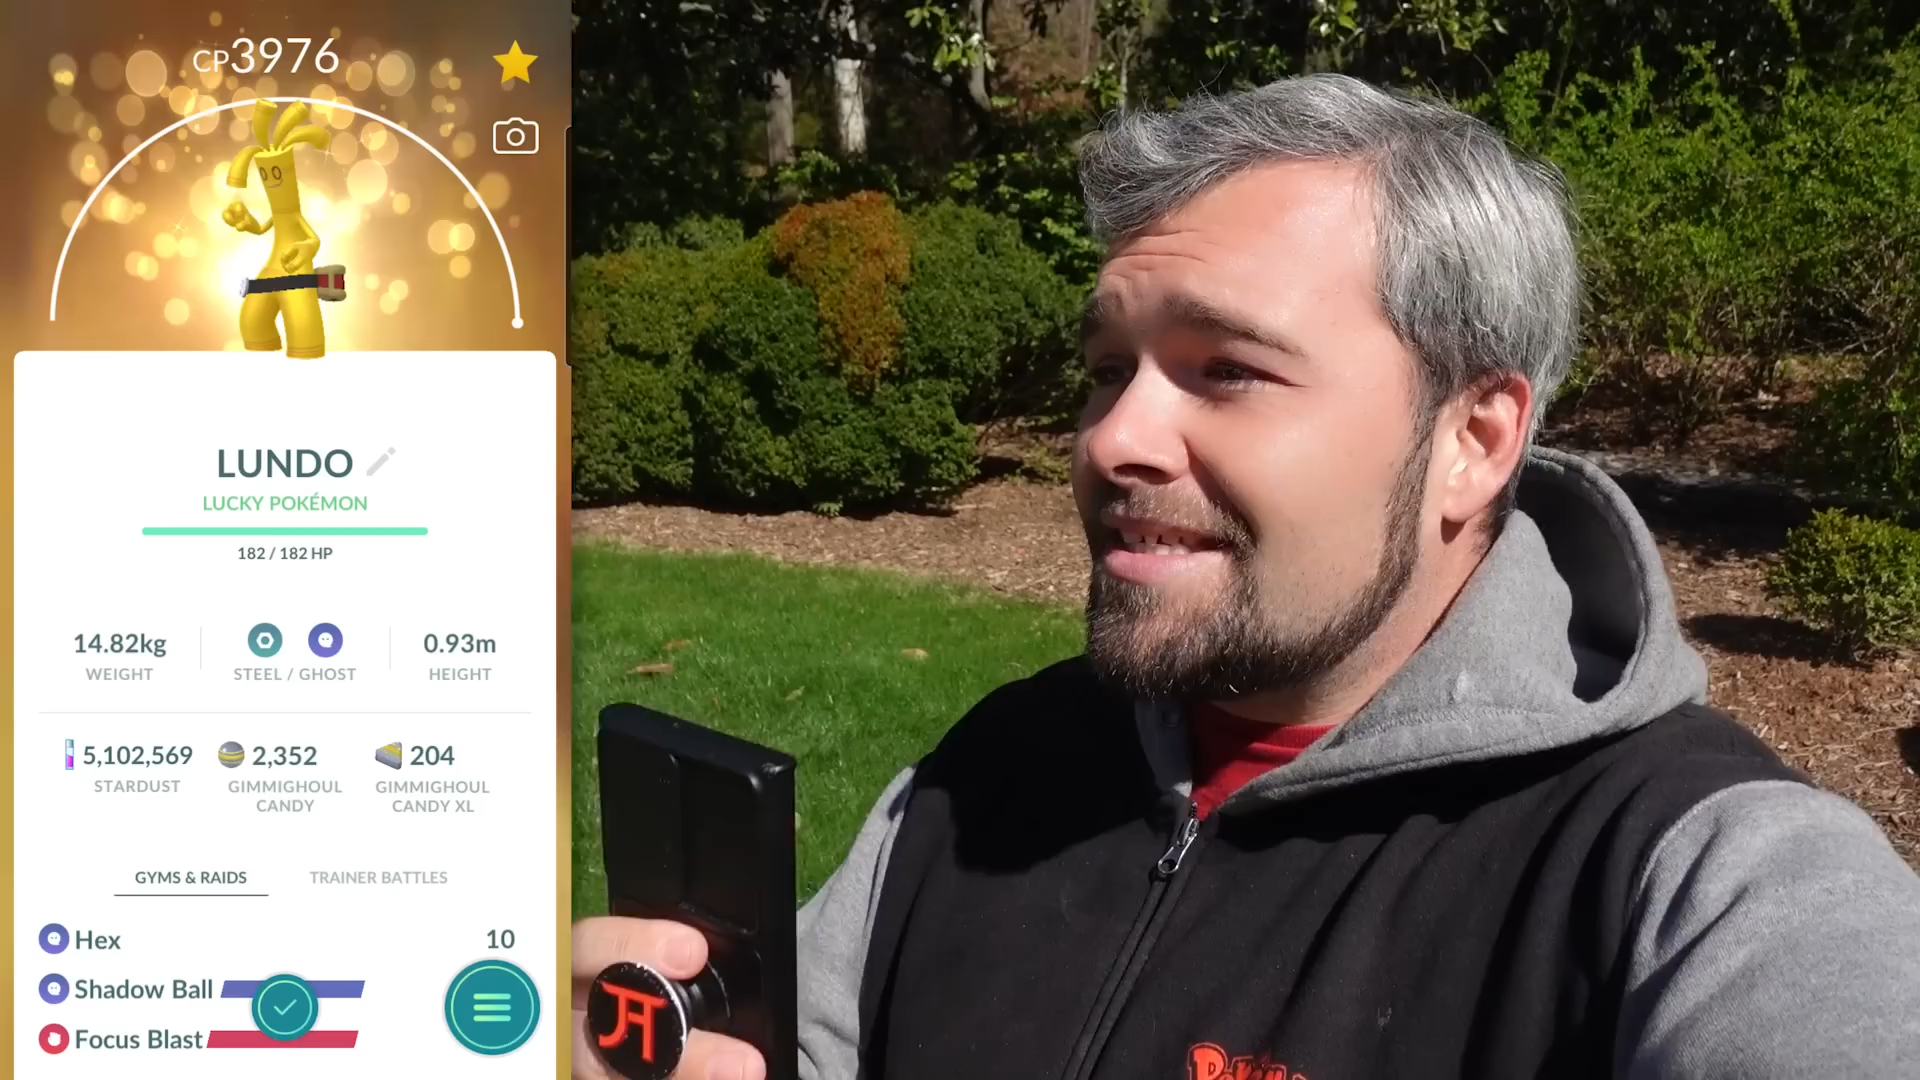 CP3976
LUNDO
LUCKY POKÉMON
182 / 182 HP
14.82kg
WEIGHT
STEEL / GHOST
0.93m
HEIGHT
5,102,569
STARDUST
2,352
GIMMIGHOUL
CANDY
204
GIMMIGHOUL
CANDY XL
GYMS & RAIDS
TRAINER BATTLES
Hex 10
Shadow Ball
Focus Blast